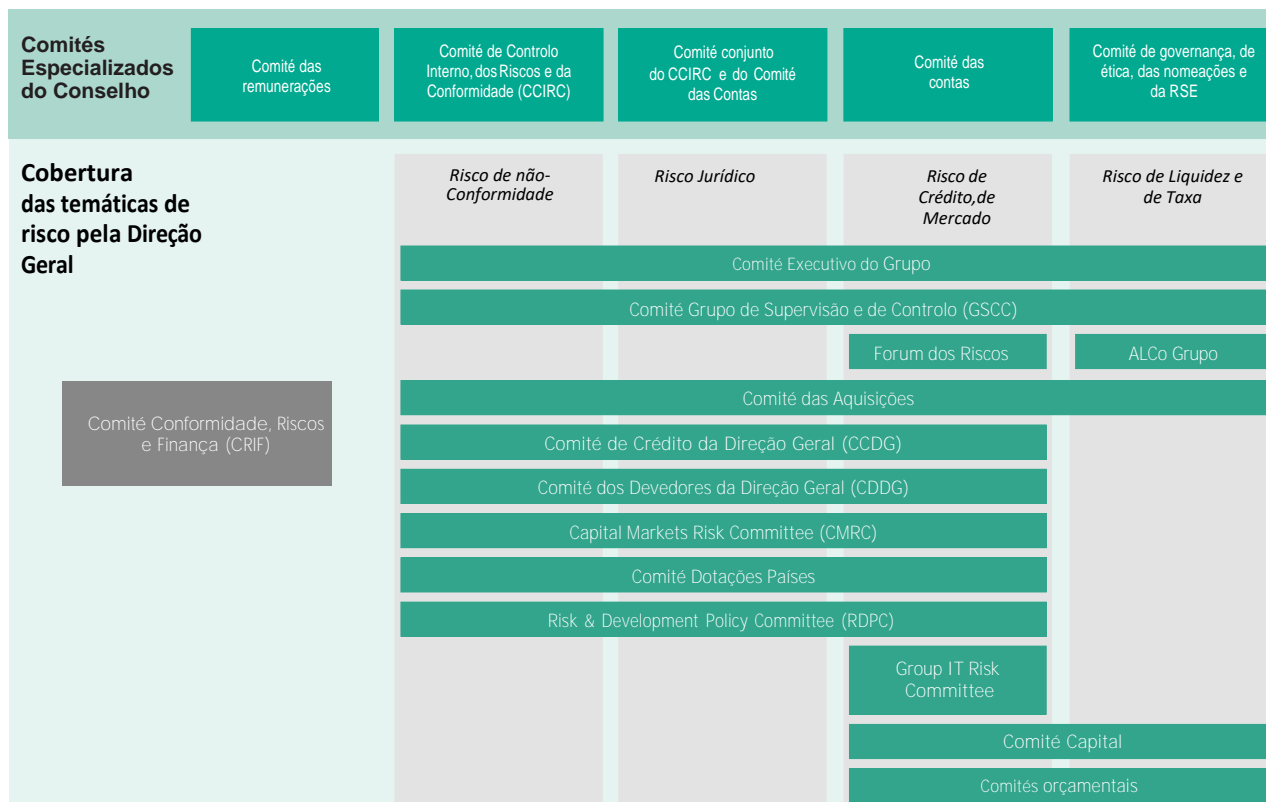 Comités
Especializados
do Conselho
Comité das
remunerações
Comité de Controlo
Interno, dos Riscos e da
Conformidade (CCIRC)
Comité conjunto
do CCIRC e do Comité
das Contas
Comité das
contas
Comité de governança, de
ética, das nomeações e
da RSE
Cobertura
das temáticas de
risco pela Direção
Geral
Risco de não-
Conformidade
Risco Jurídico
Risco de
Crédito,de
Mercado
Risco de Liquidez e
de Taxa
Comité Executivo do Grupo
Comité Grupo de Supervisão e de Controlo (GSCC)
Forum dos Riscos
ALCo Grupo
Comité das Aquisições
Comité Conformidade, Riscos
e Finança (CRIF)
Comité de Crédito da Direção Geral (CCDG)
Comité dos Devedores da Direção Geral (CDDG)
Capital Markets Risk Committee (CMRC)
Comité Dotações Países
Risk & Development Policy Committee (RDPC)
Group IT Risk
Committee
Comité Capital
Comités orçamentais